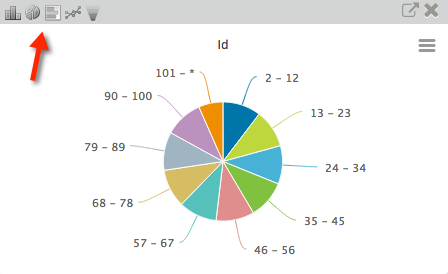 Id
101 – *
2 – 12
90 – 100
13 – 23
79 – 89
24 – 34
68 – 78
35 – 45
57 – 67
46 – 56